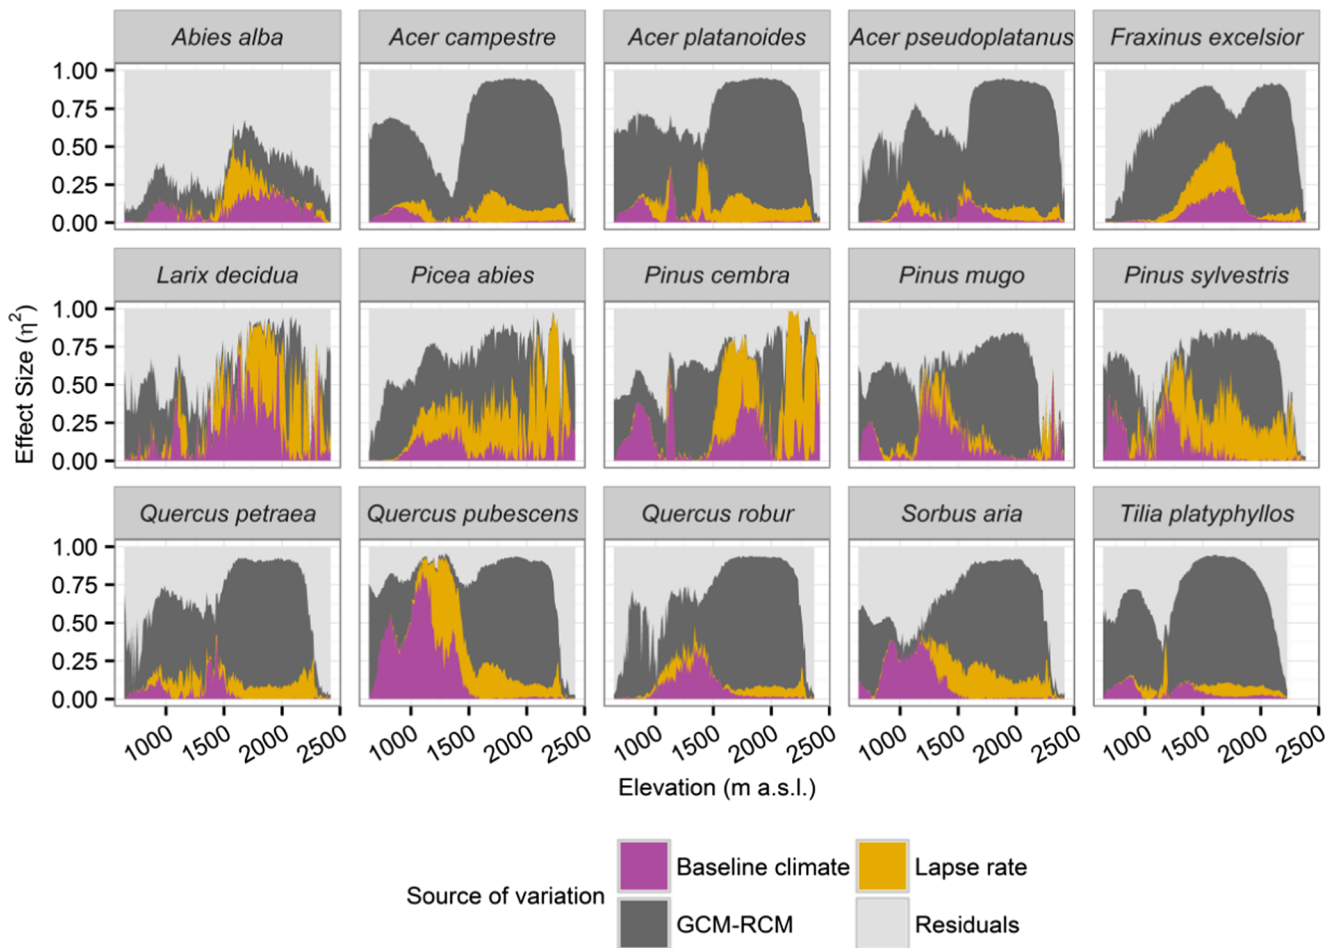 Abies alba Acer campestre Acer platanoides Acer pseudoplatanus Fraxinus excelsior
1.00
0.75
0.50
0.25
0.00
Larix decidua Picea abies Pinus cembra Pinus mugo Pinus sylvestris
1.00
0.75
0.50
0.25
0.00
Effect Size (η²)
Quercus petraea Quercus pubescens Quercus robur Sorbus aria Tilia platyphyllos
1.00
0.75
0.50
0.25
0.00
1000 1500 2000 2500 1000 1500 2000 2500 1000 1500 2000 2500 1000 1500 2000 2500 1000 1500 2000 2500
Elevation (m a.s.l.)
Source of variation
Baseline climate Lapse rate
GCM-RCM Residuals